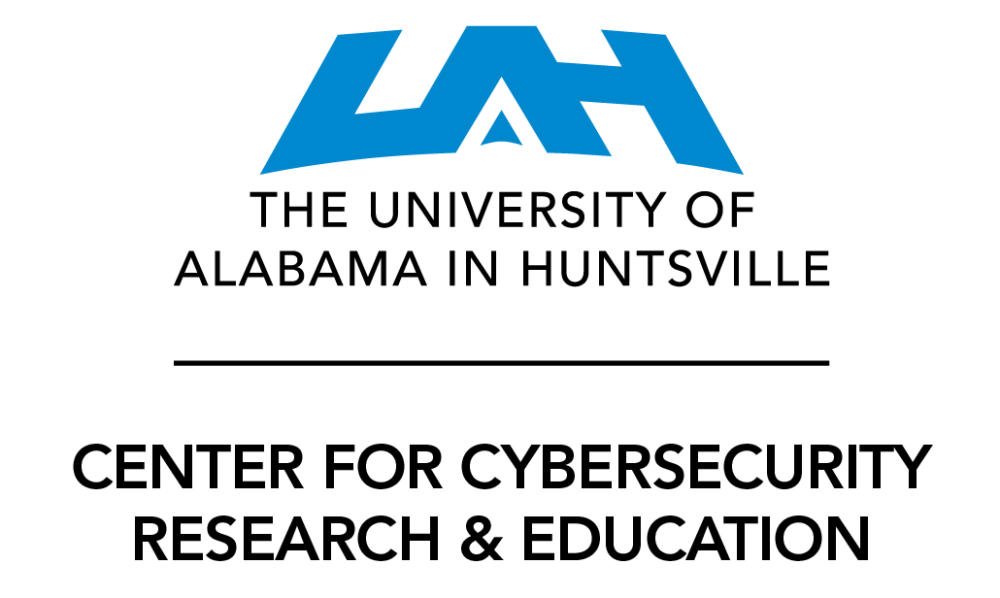 UAH
THE UNIVERSITY OF
ALABAMA IN HUNTSVILLE
CENTER FOR CYBERSECURITY
RESEARCH & EDUCATION